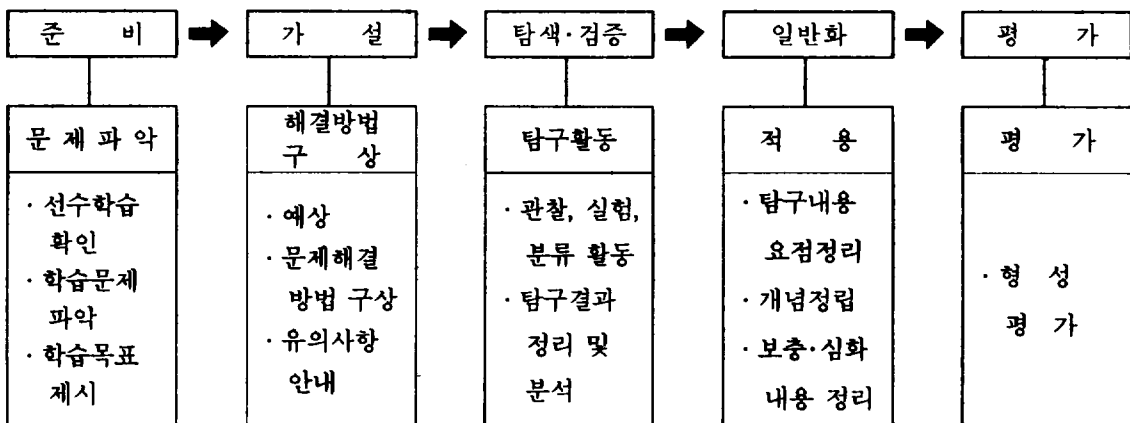 준 비
가 설
탐색·검증
일반화
평 가
문제파악
· 선수학습
확인
· 학습문제
파악
· 학습목표
제시
해결방법
구 상
· 예상
· 문제해결
방법 구상
· 유의사항
안내
탐구활동
· 관찰, 실험,
분류 활동
· 탐구결과
정리 및
분석
적 용
· 탐구내용
요점정리
· 개념정립
· 보충·심화
내용 정리
평 가
· 형 성
평 가